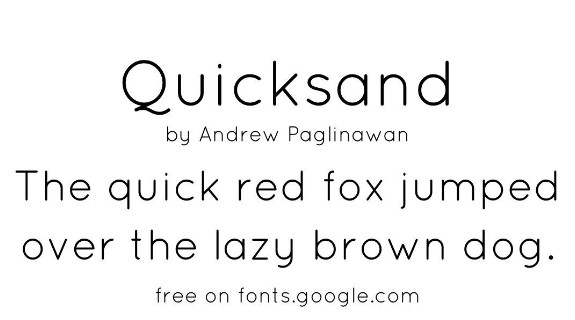 Quicksand
by Andrew Paglinawan
The quick red fox jumped
over the lazy brown dog.
free on fonts.google.com